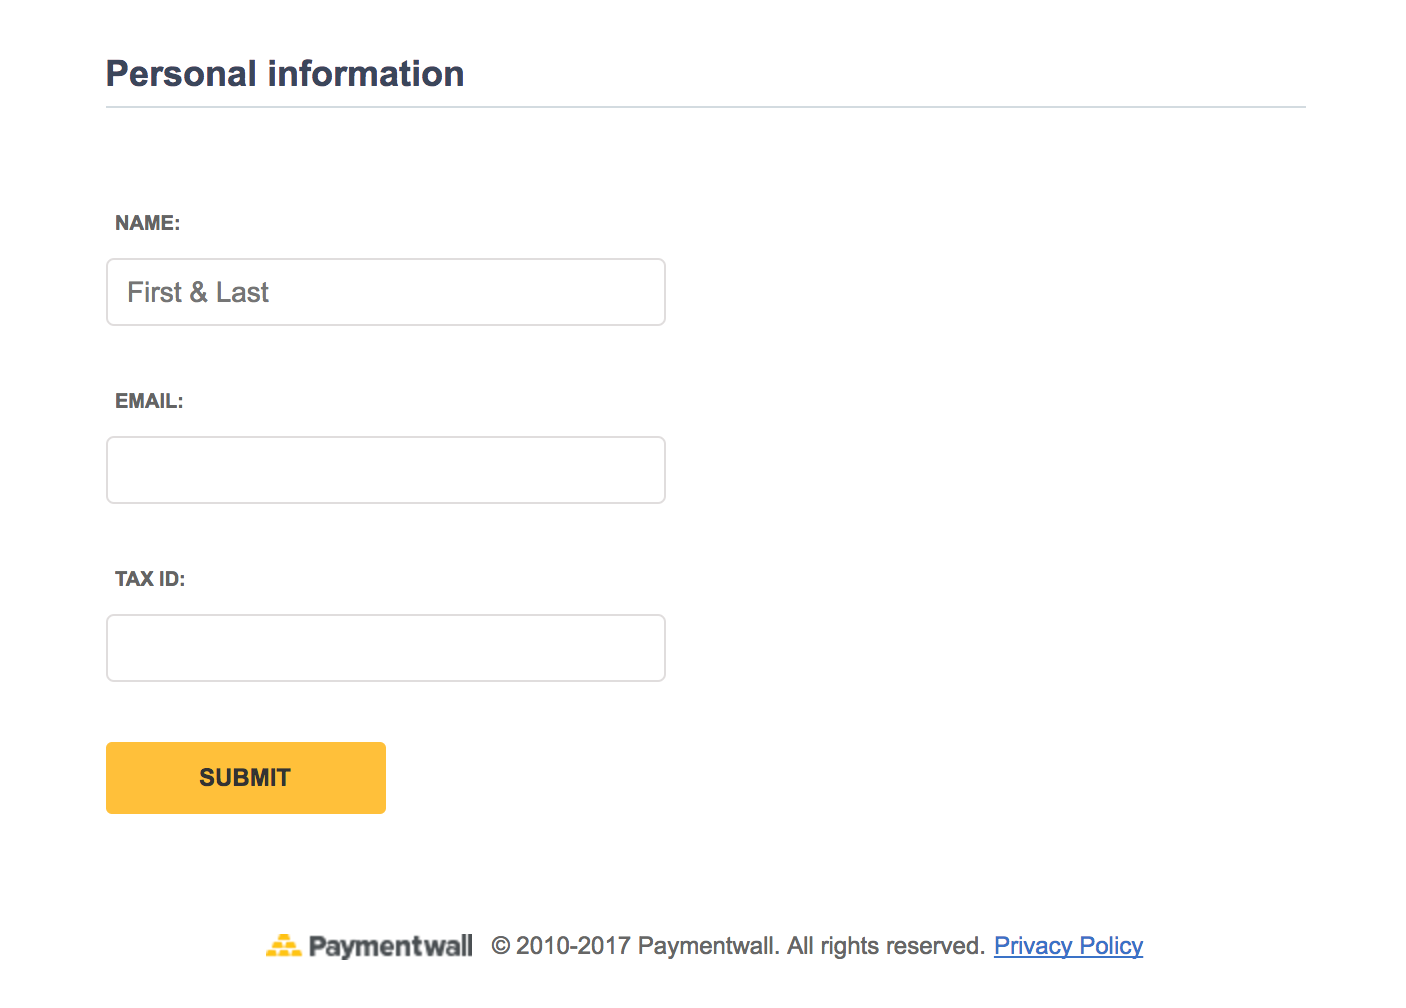 Personal information
NAME:
First & Last
EMAIL:
TAX ID:
SUBMIT
Paymentwall © 2010-2017 Paymentwall. All rights reserved. Privacy Policy